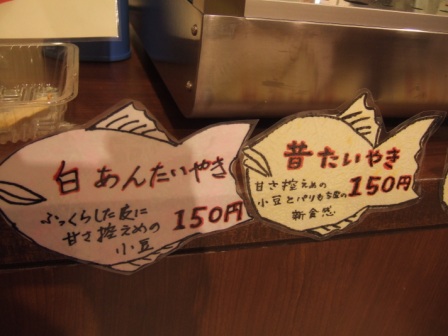 白あんたいやき
ふっくらした皮に
甘さ控えめの
小豆
150円
昔たいやき
甘さ控えめの
小豆とパリもちの
新食感
150円